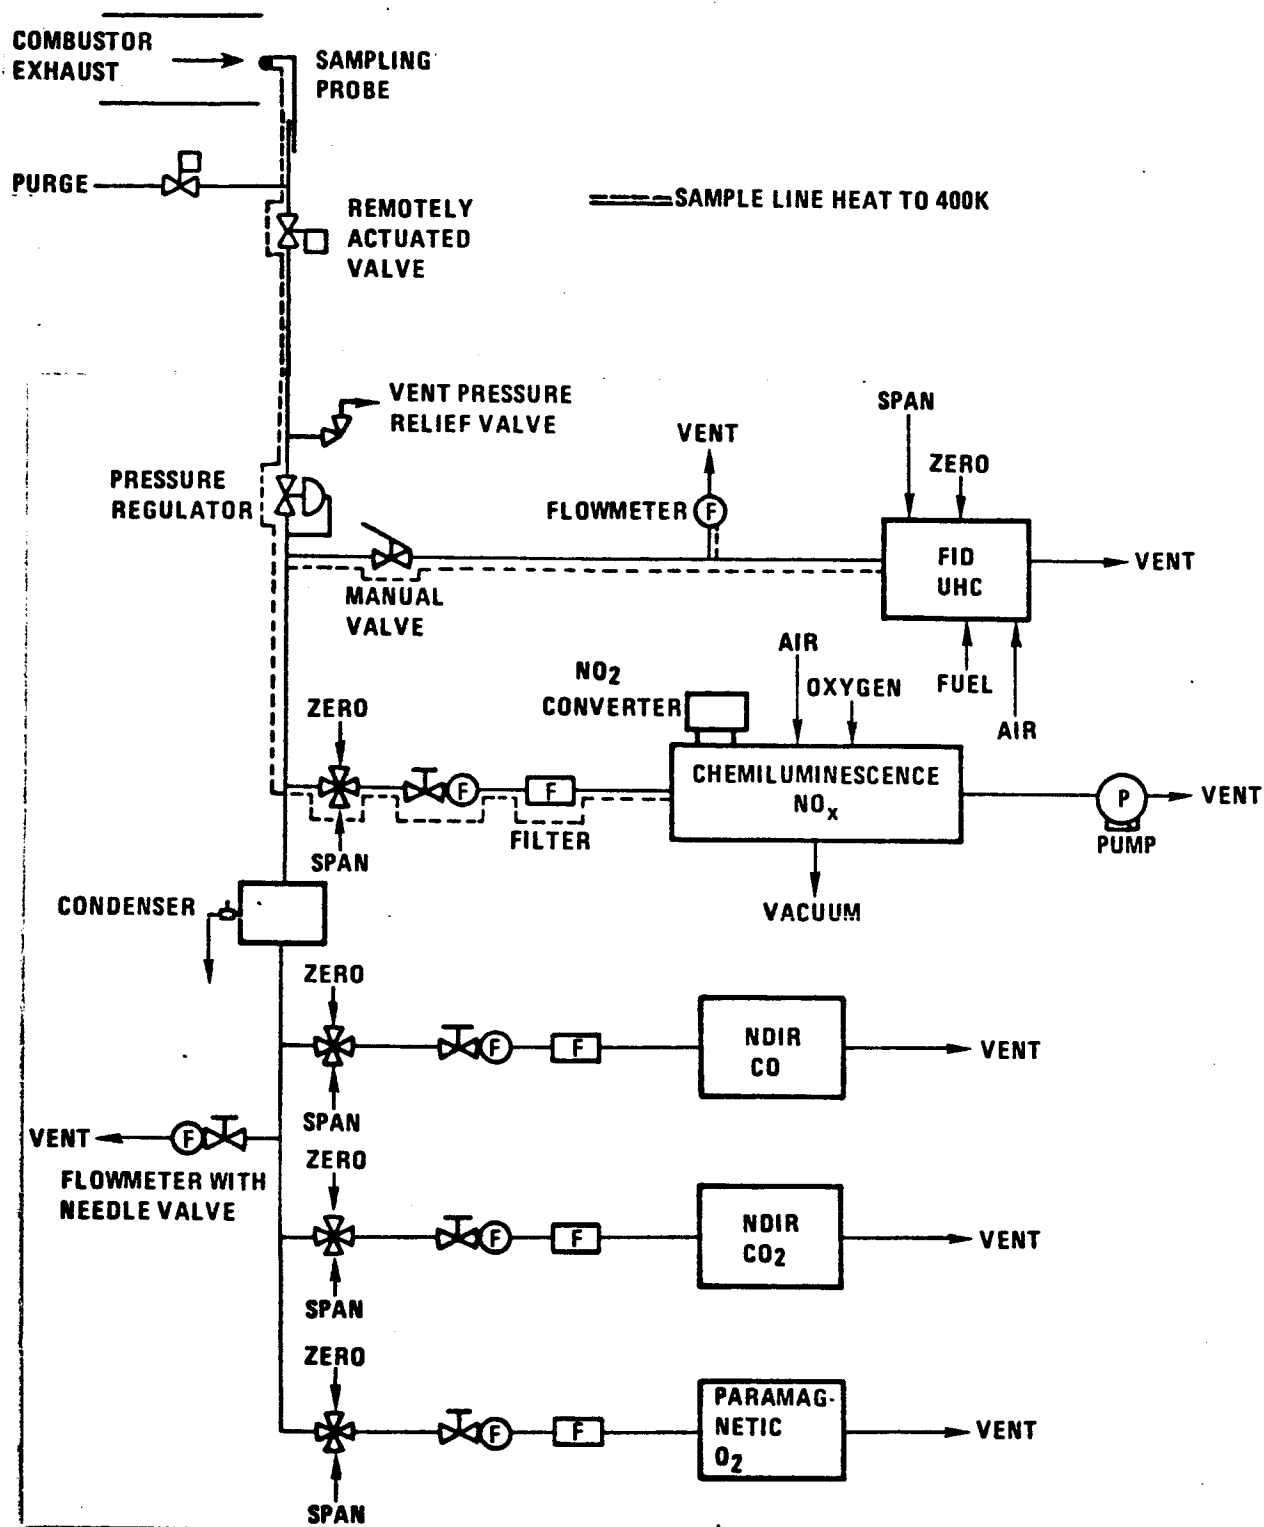 COMBUSTOR
EXHAUST
SAMPLING
PROBE
PURGE
REMOTELY
ACTUATED
VALVE
SAMPLE LINE HEAT TO 400K
VENT PRESSURE
RELIEF VALVE
PRESSURE
REGULATOR
MANUAL
VALVE
FLOWMETER
F
VENT
SPAN
ZERO
FID
UHC
VENT
FUEL
AIR
NO2
CONVERTER
AIR
OXYGEN
ZERO
SPAN
F
F
FILTER
CHEMILUMINESCENCE
NOx
VACUUM
P
PUMP
VENT
CONDENSER
ZERO
SPAN
F
F
NDIR
CO
VENT
VENT
F
FLOWMETER WITH
NEEDLE VALVE
ZERO
SPAN
F
F
NDIR
CO2
VENT
ZERO
SPAN
F
F
PARAMAG-
NETIC
O2
VENT